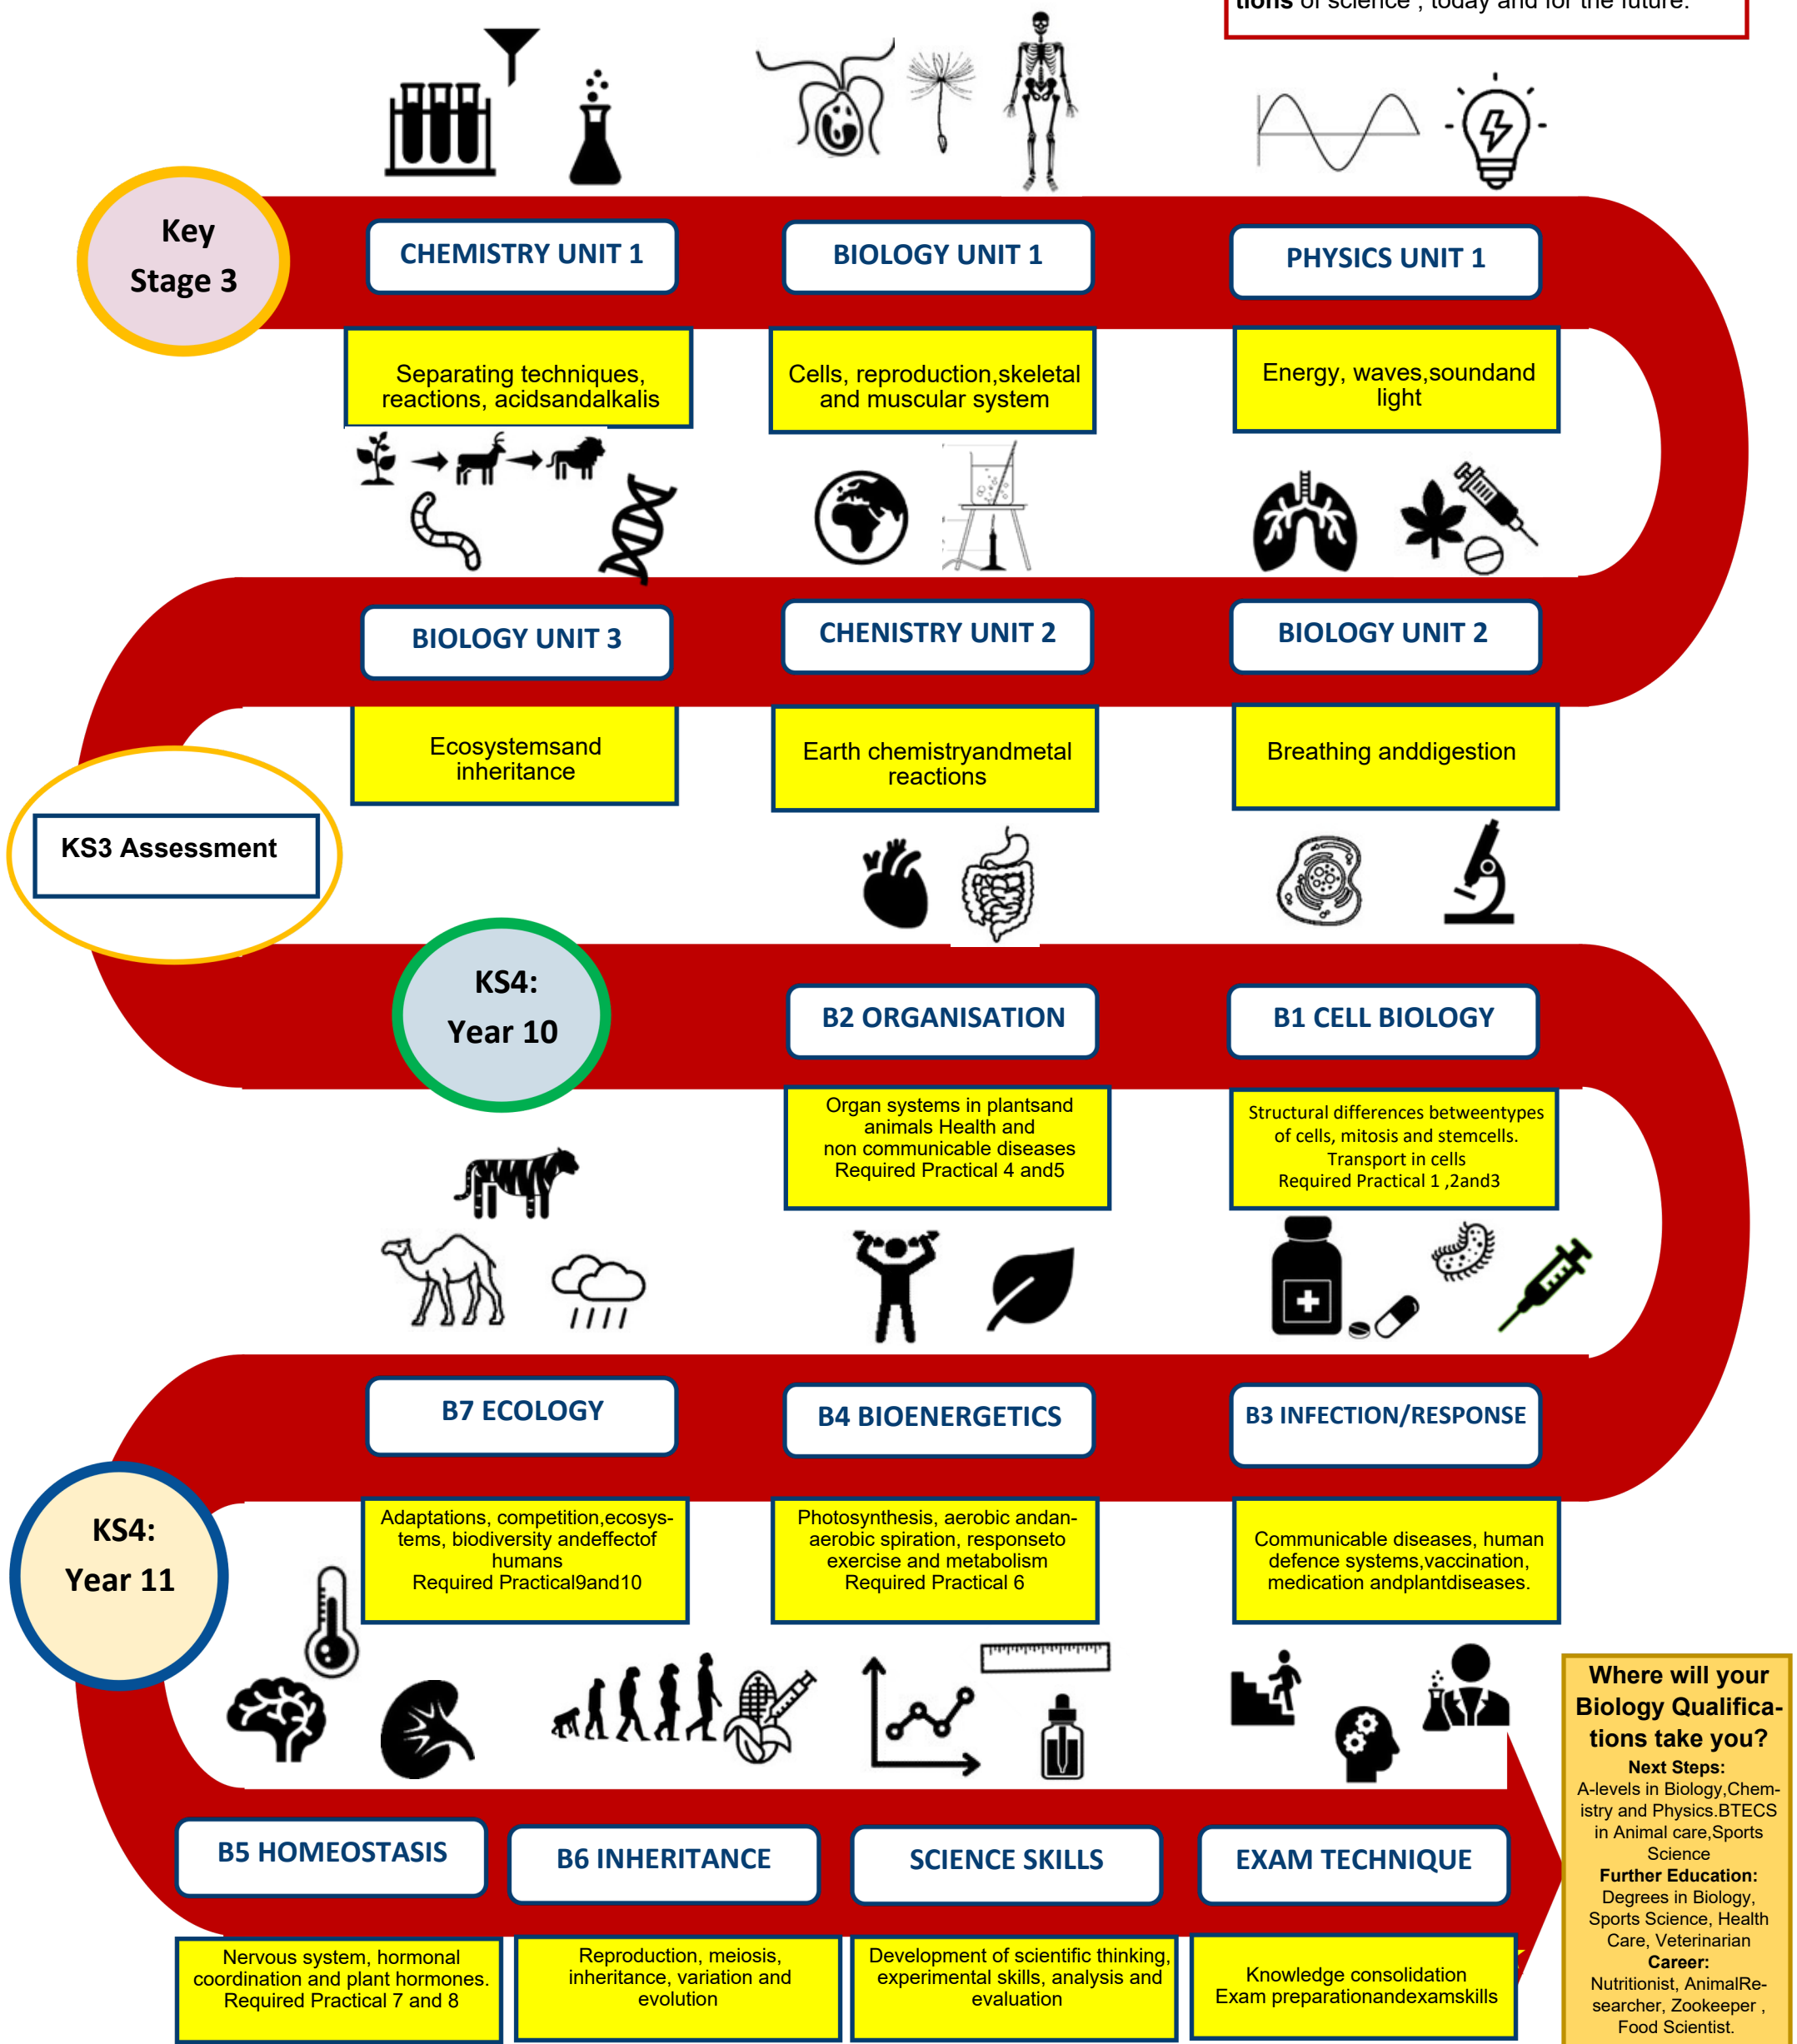 tions of science , today and for the future.
Key
Stage 3
CHEMISTRY UNIT 1
BIOLOGY UNIT 1
PHYSICS UNIT 1
Separating techniques,
reactions, acidsandalkalis
Cells, reproduction,skeletal
and muscular system
Energy, waves,soundand
light
BIOLOGY UNIT 3
CHENISTRY UNIT 2
BIOLOGY UNIT 2
Ecosystemsand
inheritance
Earth chemistryandmetal
reactions
Breathing anddigestion
KS3 Assessment
KS4:
Year 10
B2 ORGANISATION
B1 CELL BIOLOGY
Organ systems in plantsand
animals Health and
non communicable diseases
Required Practical 4 and5
Structural differences betweentypes
of cells, mitosis and stemcells.
Transport in cells
Required Practical 1 ,2and3
B7 ECOLOGY
B4 BIOENERGETICS
B3 INFECTION/RESPONSE
KS4:
Year 11
Adaptations, competition,ecosys-
tems, biodiversity andeffectof
humans
Required Practical9and10
Photosynthesis, aerobic andan-
aerobic spiration, responseto
exercise and metabolism
Required Practical 6
Communicable diseases, human
defence systems,vaccination,
medication andplantdiseases.
B5 HOMEOSTASIS
B6 INHERITANCE
SCIENCE SKILLS
EXAM TECHNIQUE
Nervous system, hormonal
coordination and plant hormones.
Required Practical 7 and 8
Reproduction, meiosis,
inheritance, variation and
evolution
Development of scientific thinking,
experimental skills, analysis and
evaluation
Knowledge consolidation
Exam preparationandexamskills
Where will your
Biology Qualifica-
tions take you?
Next Steps:
A-levels in Biology,Chem-
istry and Physics.BTECS
in Animal care,Sports
Science
Further Education:
Degrees in Biology,
Sports Science, Health
Care, Veterinarian
Career:
Nutritionist, AnimalRe-
searcher, Zookeeper ,
Food Scientist.